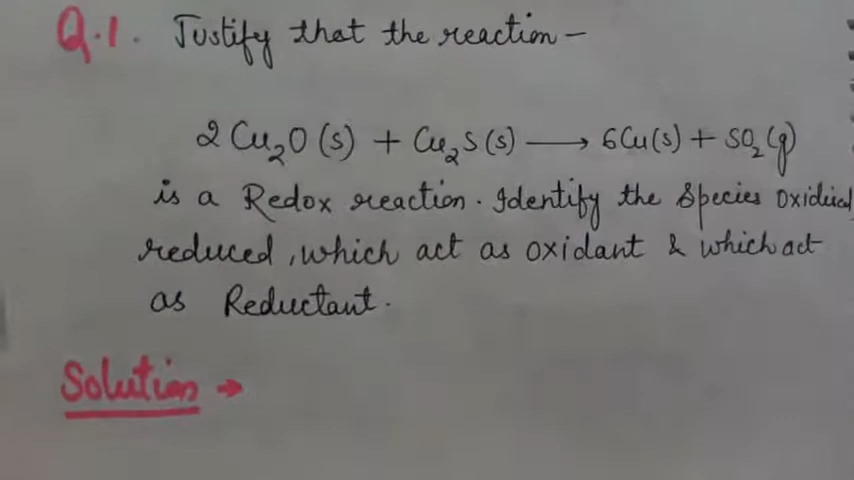 Q.1. Justify that the reaction -
2 Cu₂O (s) + Cu₂S (s) ⟶ 6Cu(s) + SO₂(g)
is a Redox reaction. Identify the Species oxidised
reduced, which act as oxidant & which act
as Reductant.
Solution →